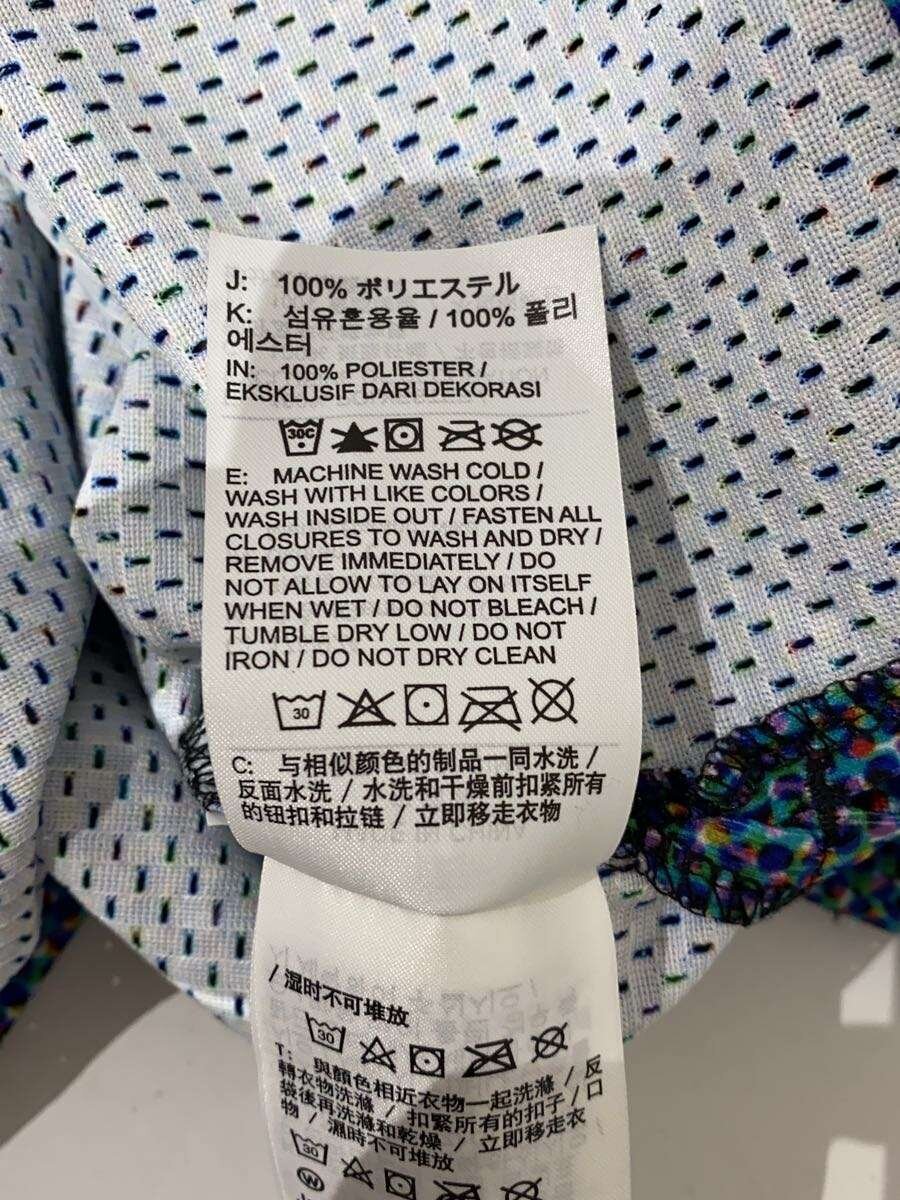 J: 100% ポリエステル
K: 섬유혼용율 / 100% 폴리
에스터
IN: 100% POLIESTER /
EKSKLUSIF DARI DEKORASI
30C
E: MACHINE WASH COLD /
WASH WITH LIKE COLORS /
WASH INSIDE OUT / FASTEN ALL
CLOSURES TO WASH AND DRY /
REMOVE IMMEDIATELY / DO
NOT ALLOW TO LAY ON ITSELF
WHEN WET / DO NOT BLEACH /
TUMBLE DRY LOW / DO NOT
IRON / DO NOT DRY CLEAN
30
C: 与相似颜色的制品一同水洗 /
反面水洗 / 水洗和干燥前扣紧所有
的钮扣和拉链 / 立即移走衣物
/ 湿时不可堆放
30
T: 與顏色相近衣物一起洗滌 / 反
轉衣物洗滌 / 扣緊所有的扣子 / 口
袋後再洗滌和乾燥 / 立即移走衣
物 / 濕時不可堆放
30
W